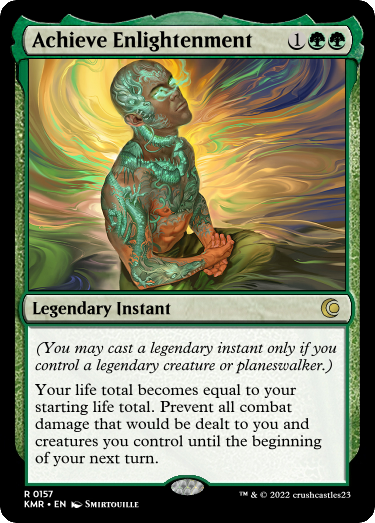 Achieve Enlightenment 1
Legendary Instant
(You may cast a legendary instant only if you
control a legendary creature or planeswalker.)
Your life total becomes equal to your
starting life total. Prevent all combat
damage that would be dealt to you and
creatures you control until the beginning
of your next turn.
R 0157
KMR • EN Smirtouille
™ & © 2022 crushcastles23